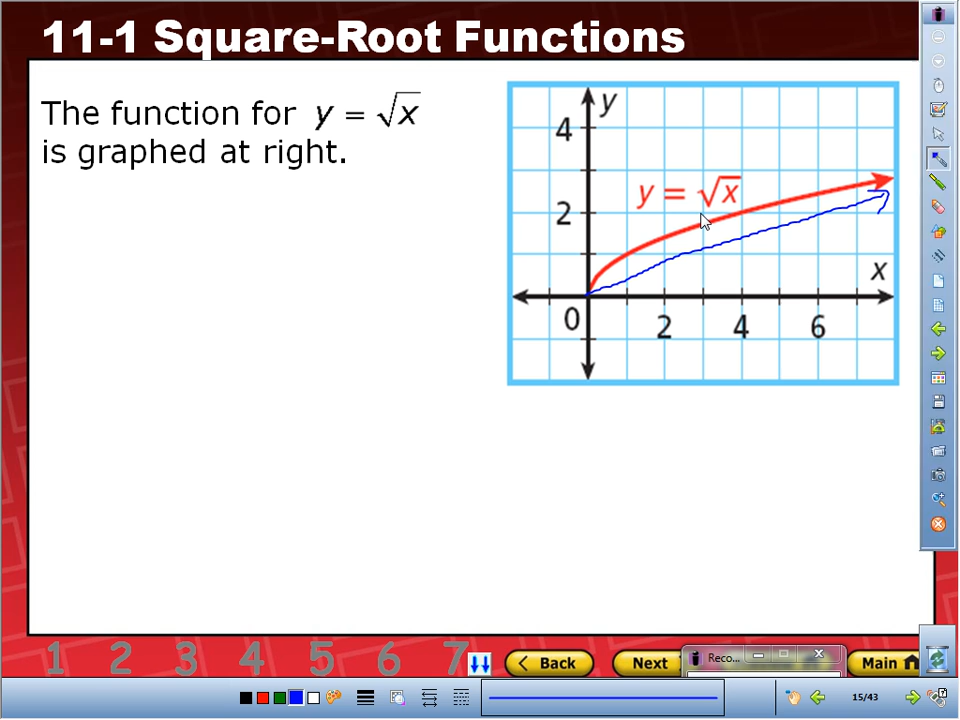 11-1 Square-Root Functions
The function for y = √x
is graphed at right.
y
4
y = √x
2
x
0
2
4
6
1 2 3 4 5 6 7
< Back
Next
Reco...
Main
15/43